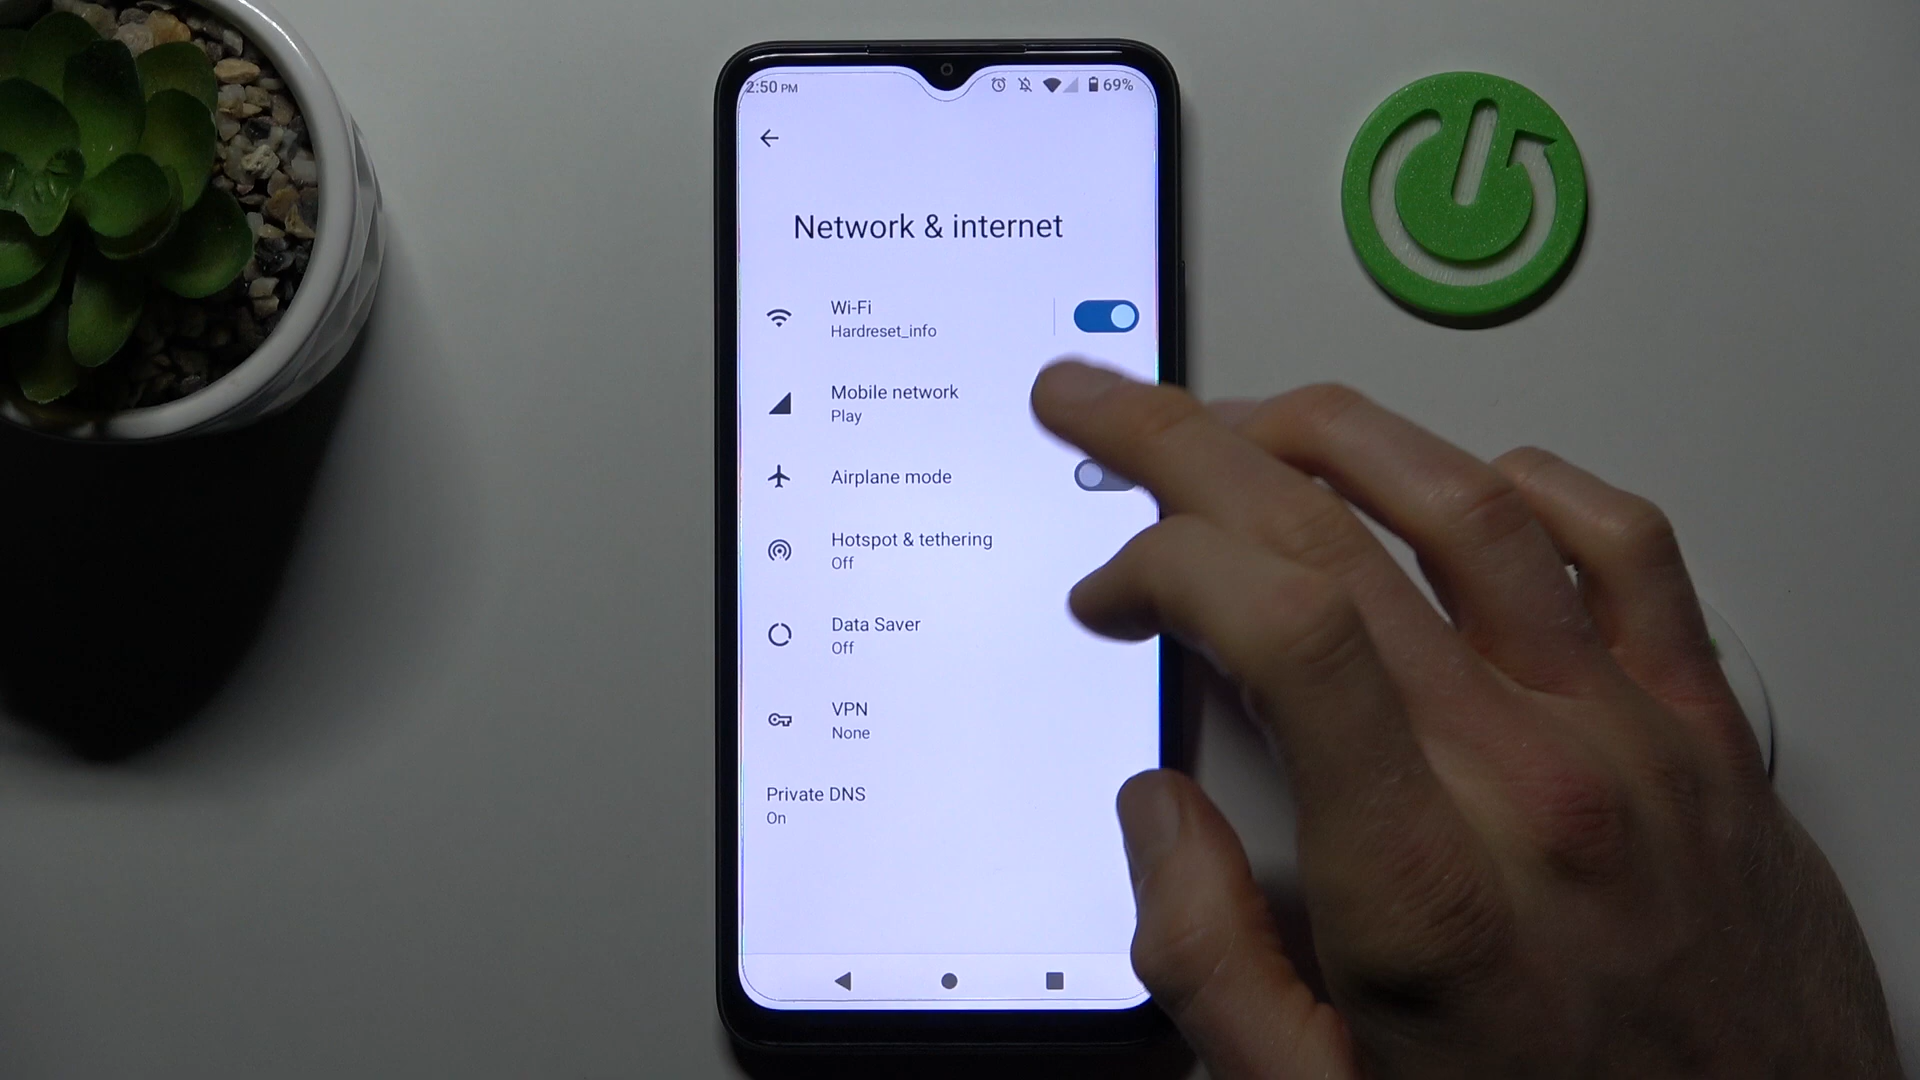 2:50 PM 69%
Network & internet
Wi-Fi
Hardreset_info
Mobile network
Play
Airplane mode
Hotspot & tethering
Off
Data Saver
Off
VPN
None
Private DNS
On